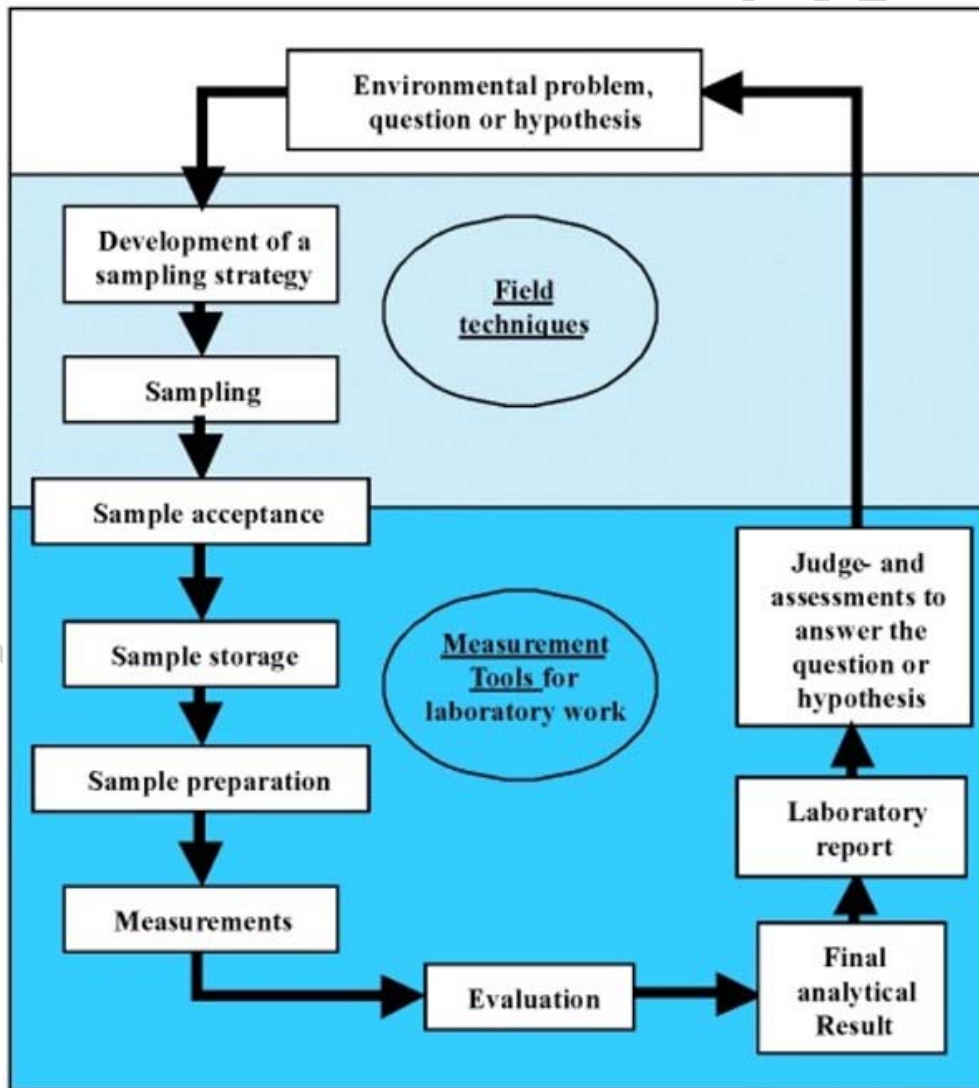 Environmental problem,
question or hypothesis
Development of a
sampling strategy
Field
techniques
Sampling
Sample acceptance
Sample storage
Measurement
Tools for
laboratory work
Sample preparation
Measurements
Evaluation
Final
analytical
Result
Laboratory
report
Judge- and
assessments to
answer the
question or
hypothesis